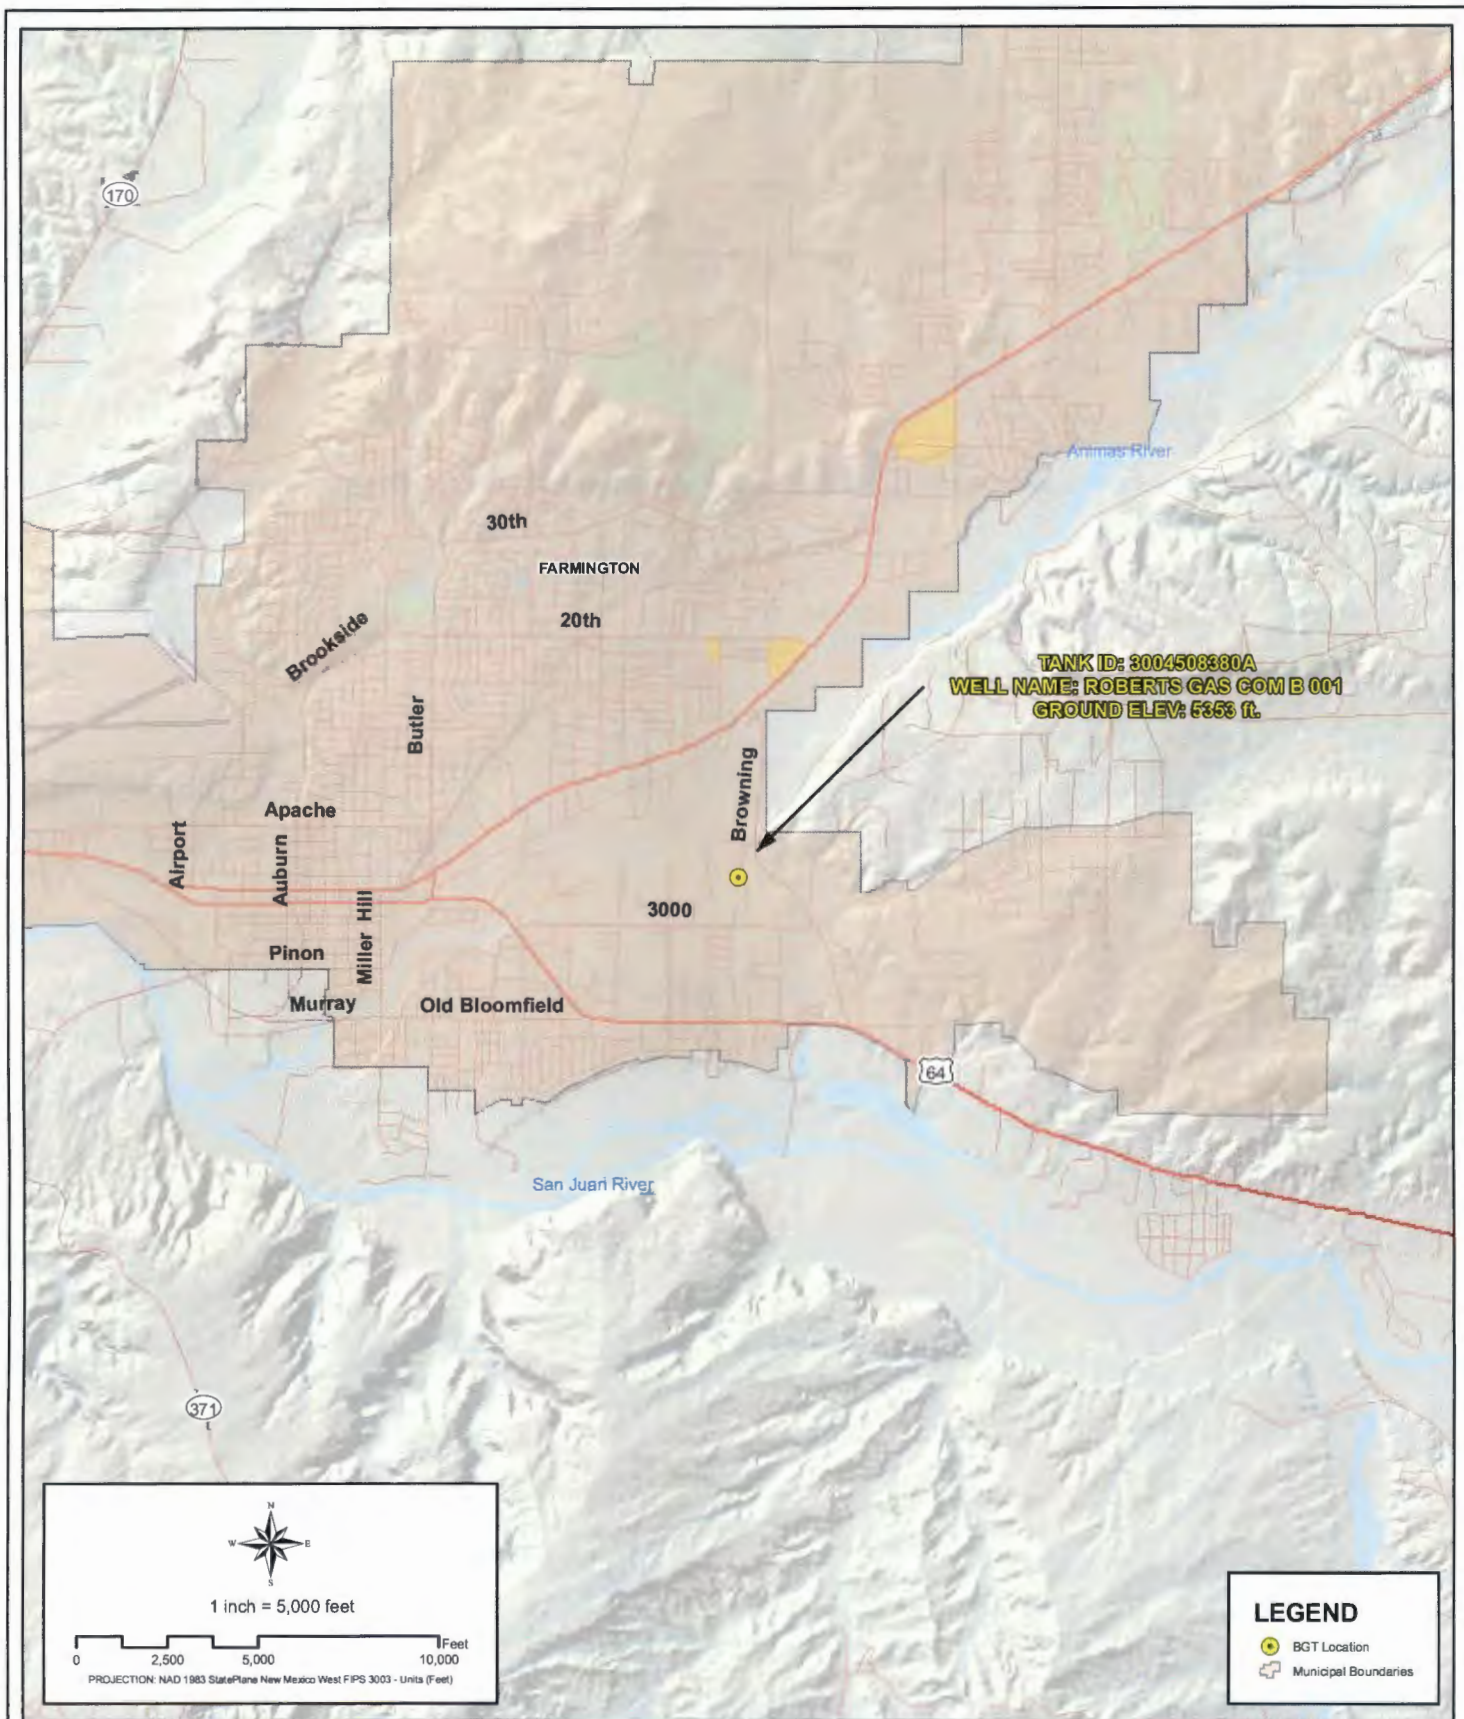 170
Animas River
30th
FARMINGTON
20th
Brookside
TANK ID: 3004508380A
WELL NAME: ROBERTS GAS COM B 001
GROUND ELEV: 5353 ft.
Butler
Browning
Apache
Airport
Auburn
Miller Hill
3000
Pinon
Murray
Old Bloomfield
64
San Juan River
371
N
W
E
S
1 inch = 5,000 feet
Feet
0 2,500 5,000 10,000
PROJECTION: NAD 1983 StatePlane New Mexico West FIPS 3003 - Units (Feet)
LEGEND
BGT Location
Municipal Boundaries